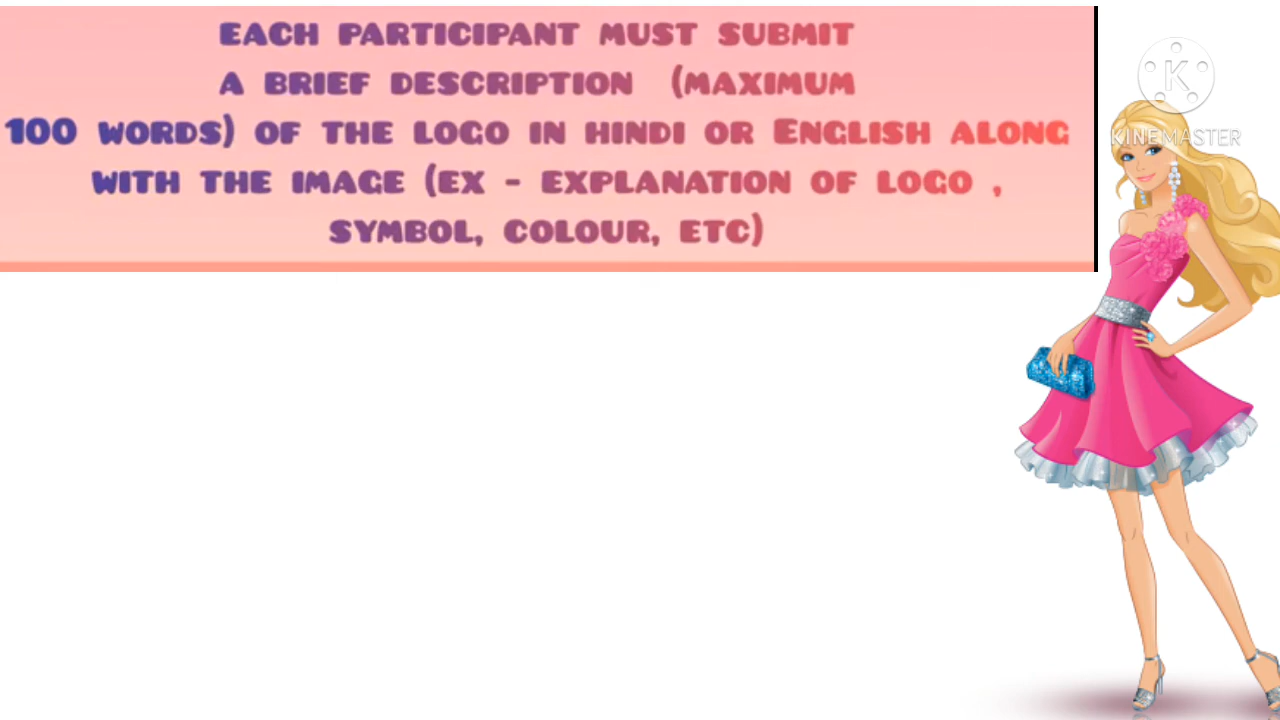 EACH PARTICIPANT MUST SUBMIT
A BRIEF DESCRIPTION (MAXIMUM
100 WORDS) OF THE LOGO IN HINDI OR ENGLISH ALONG
WITH THE IMAGE (EX - EXPLANATION OF LOGO ,
SYMBOL, COLOUR, ETC)
K
KINEMASTER